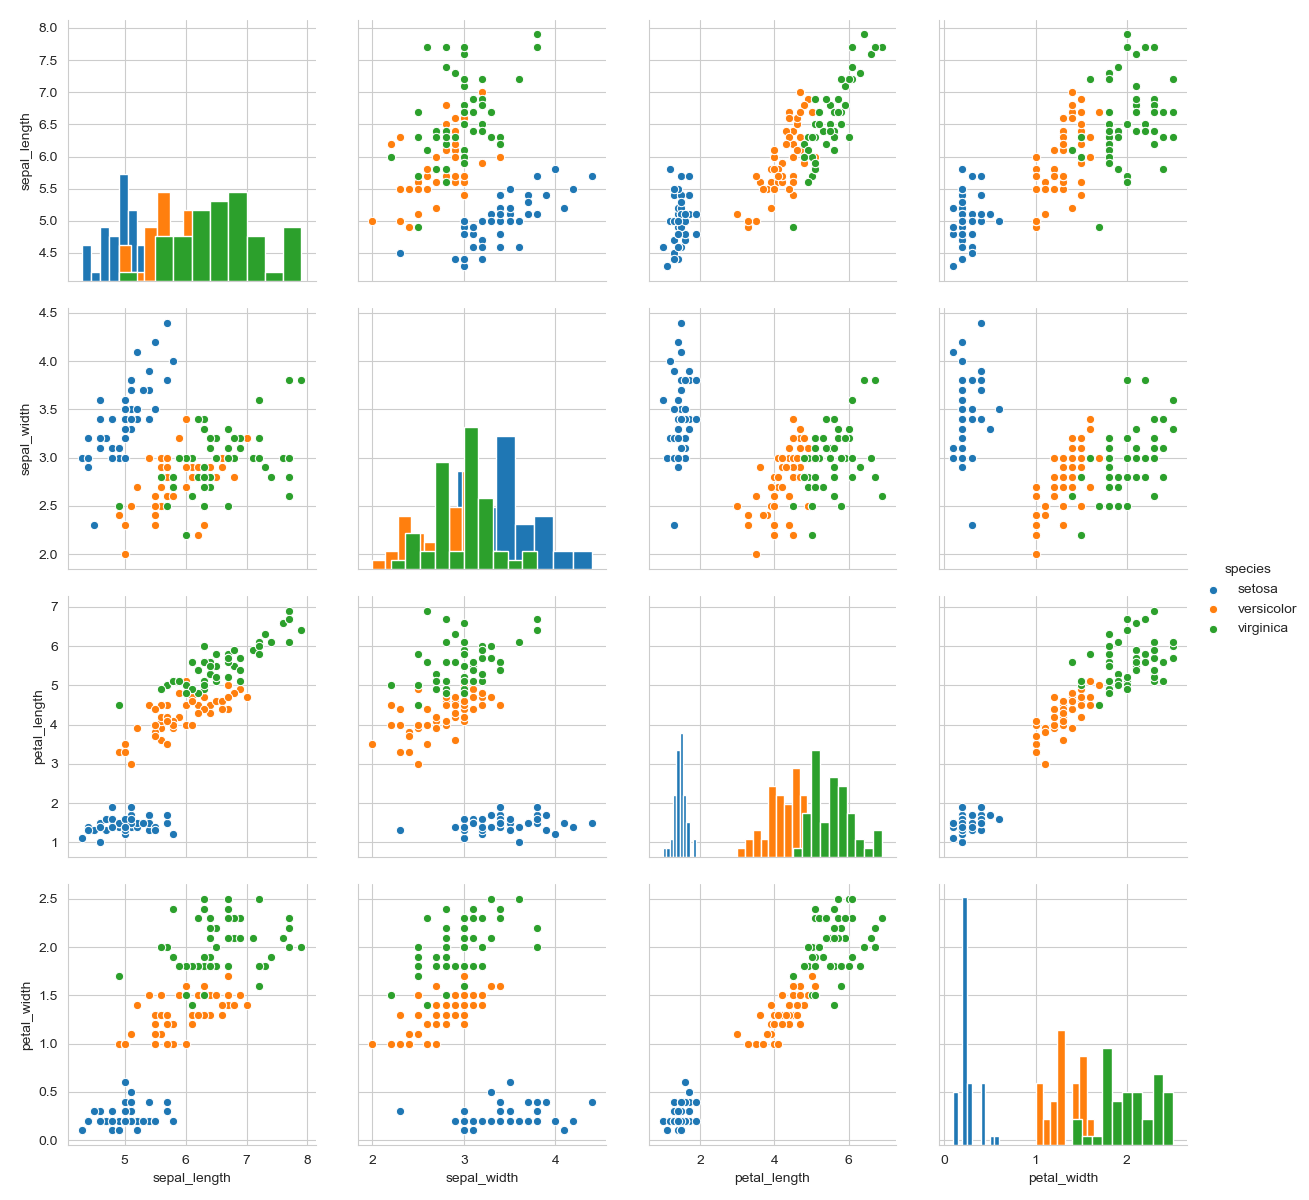 8.0
7.5
7.0
6.5
6.0
5.5
5.0
4.5
sepal_length
4.5
4.0
3.5
3.0
2.5
2.0
sepal_width
species
setosa
versicolor
virginica
7
6
5
4
3
2
1
petal_length
2.5
2.0
1.5
1.0
0.5
0.0
petal_width
5 6 7 8 2 3 4 2 4 6 0 1 2
sepal_length sepal_width petal_length petal_width